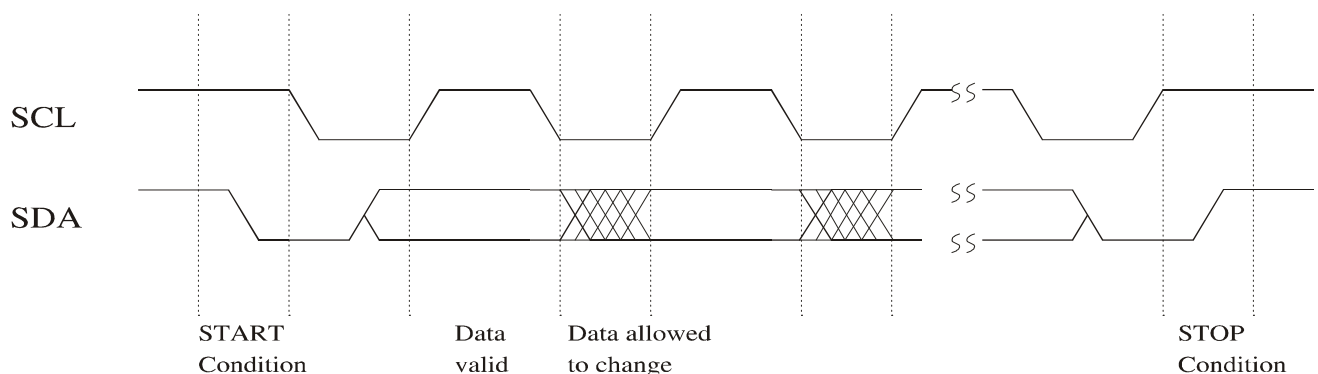 SCL
SDA
START
Condition
Data
valid
Data allowed
to change
STOP
Condition